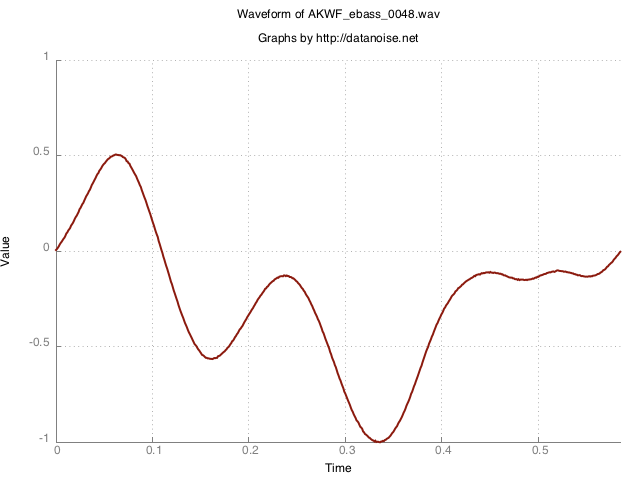 Waveform of AKWF_ebass_0048.wav
Graphs by http://datanoise.net
1
0.5
0
-0.5
-1
Value
0 0.1 0.2 0.3 0.4 0.5
Time